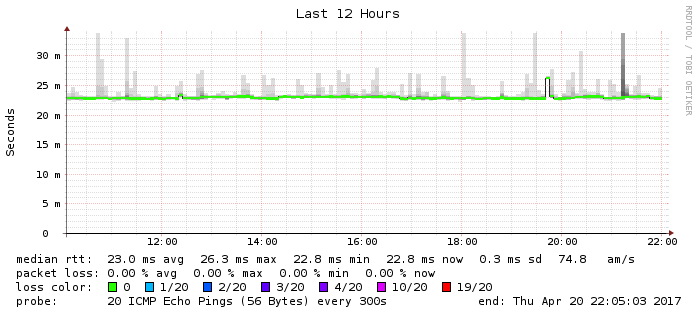 Last 12 Hours
RRDTOOL / TOBI OETIKER
Seconds
30 m
25 m
20 m
15 m
10 m
5 m
0
12:00 14:00 16:00 18:00 20:00 22:00
median rtt: 23.0 ms avg 26.3 ms max 22.8 ms min 22.8 ms now 0.3 ms sd 74.8 am/s
packet loss: 0.00 % avg 0.00 % max 0.00 % min 0.00 % now
loss color: 0 1/20 2/20 3/20 4/20 10/20 19/20
probe: 20 ICMP Echo Pings (56 Bytes) every 300s end: Thu Apr 20 22:05:03 2017